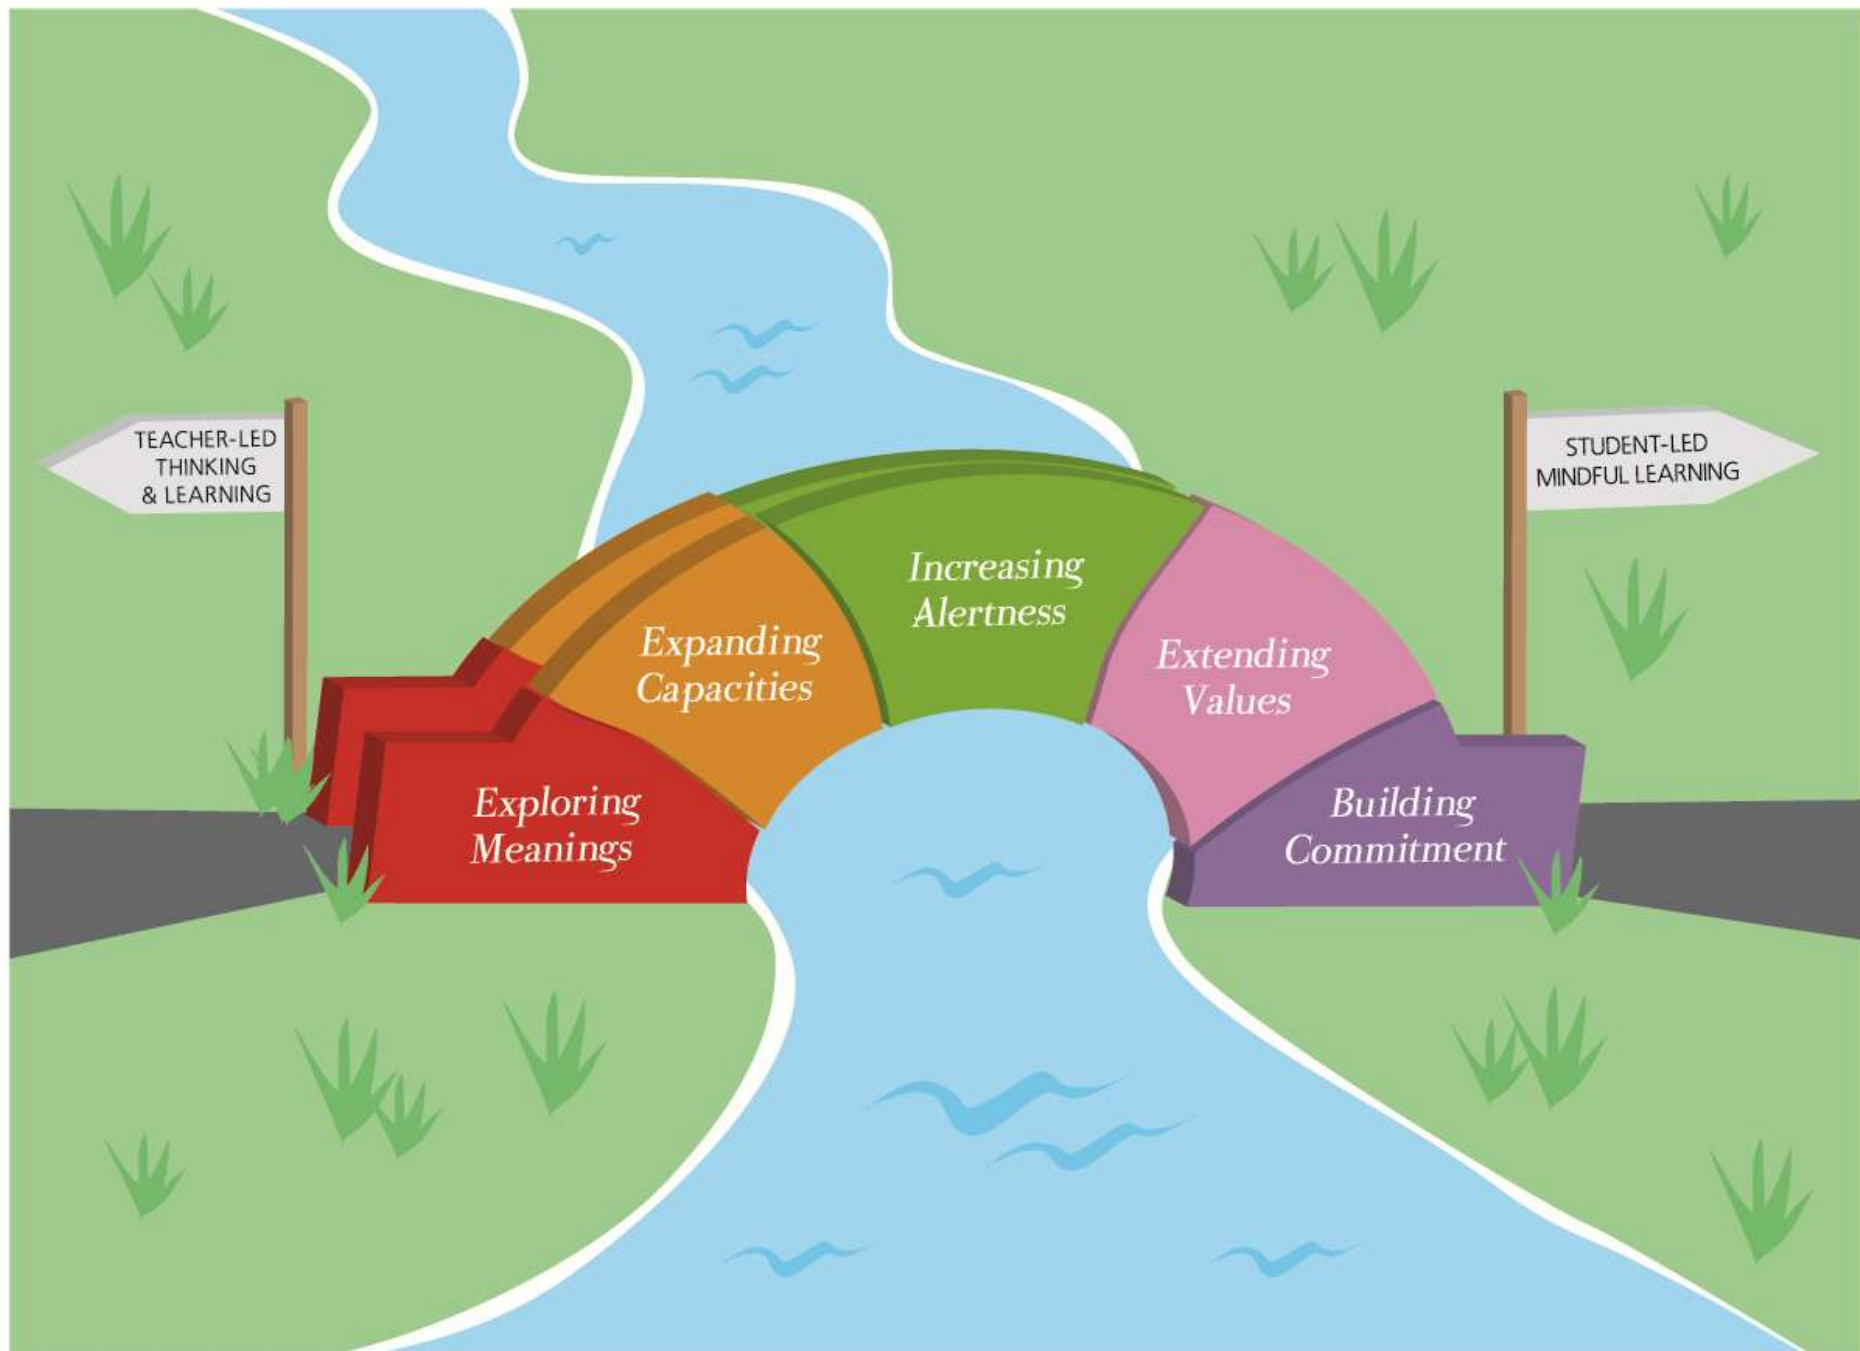 TEACHER-LED
THINKING
& LEARNING
STUDENT-LED
MINDFUL LEARNING
Exploring
Meanings
Expanding
Capacities
Increasing
Alertness
Extending
Values
Building
Commitment